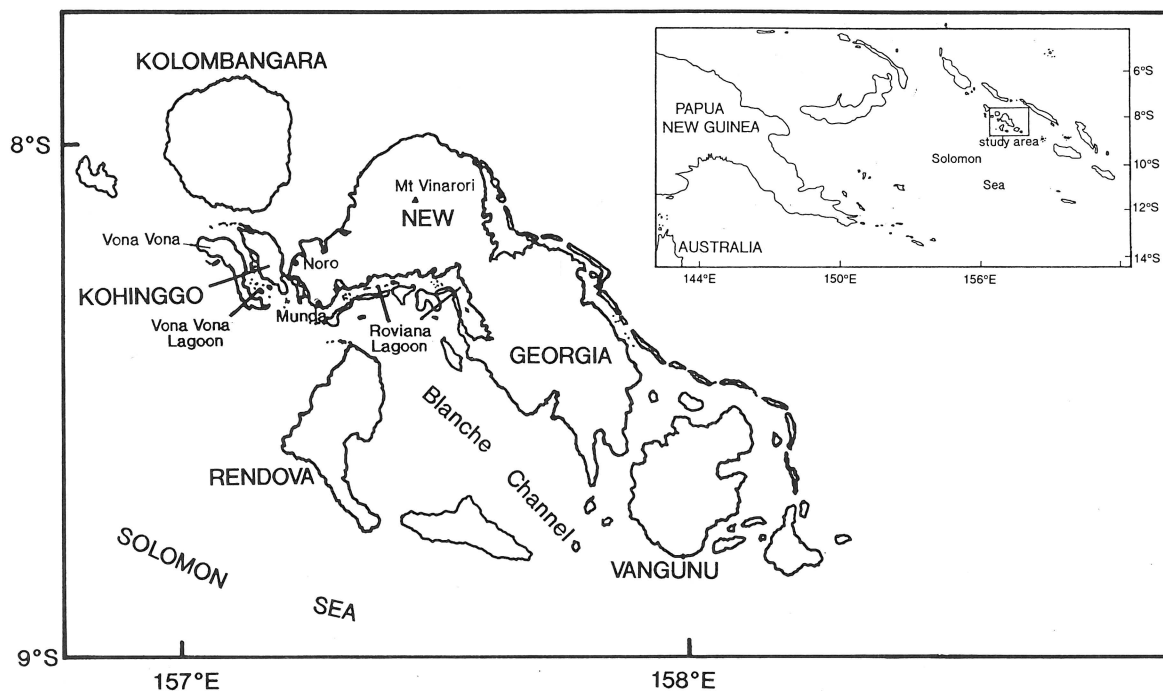 KOLOMBANGARA
8°S
Mt Vinarori
NEW
Vona Vona
Noro
KOHINGGO
Munda
Vona Vona
Lagoon
Roviana
Lagoon
GEORGIA
Blanche
Channel
RENDOVA
VANGUNU
SOLOMON
SEA
9°S
157°E
158°E
PAPUA
NEW GUINEA
study area
Solomon
Sea
AUSTRALIA
6°S
8°S
10°S
12°S
14°S
144°E
150°E
156°E